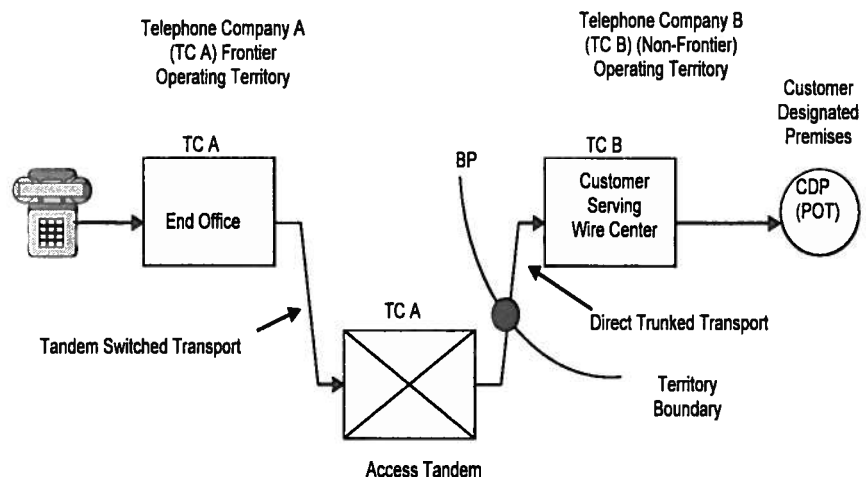 Telephone Company A
(TC A) Frontier
Operating Territory
Telephone Company B
(TC B) (Non-Frontier)
Operating Territory
Customer
Designated
Premises
TC A
End Office
BP
TC B
Customer
Serving
Wire Center
CDP
(POT)
Tandem Switched Transport
TC A
Direct Trunked Transport
Territory
Boundary
Access Tandem